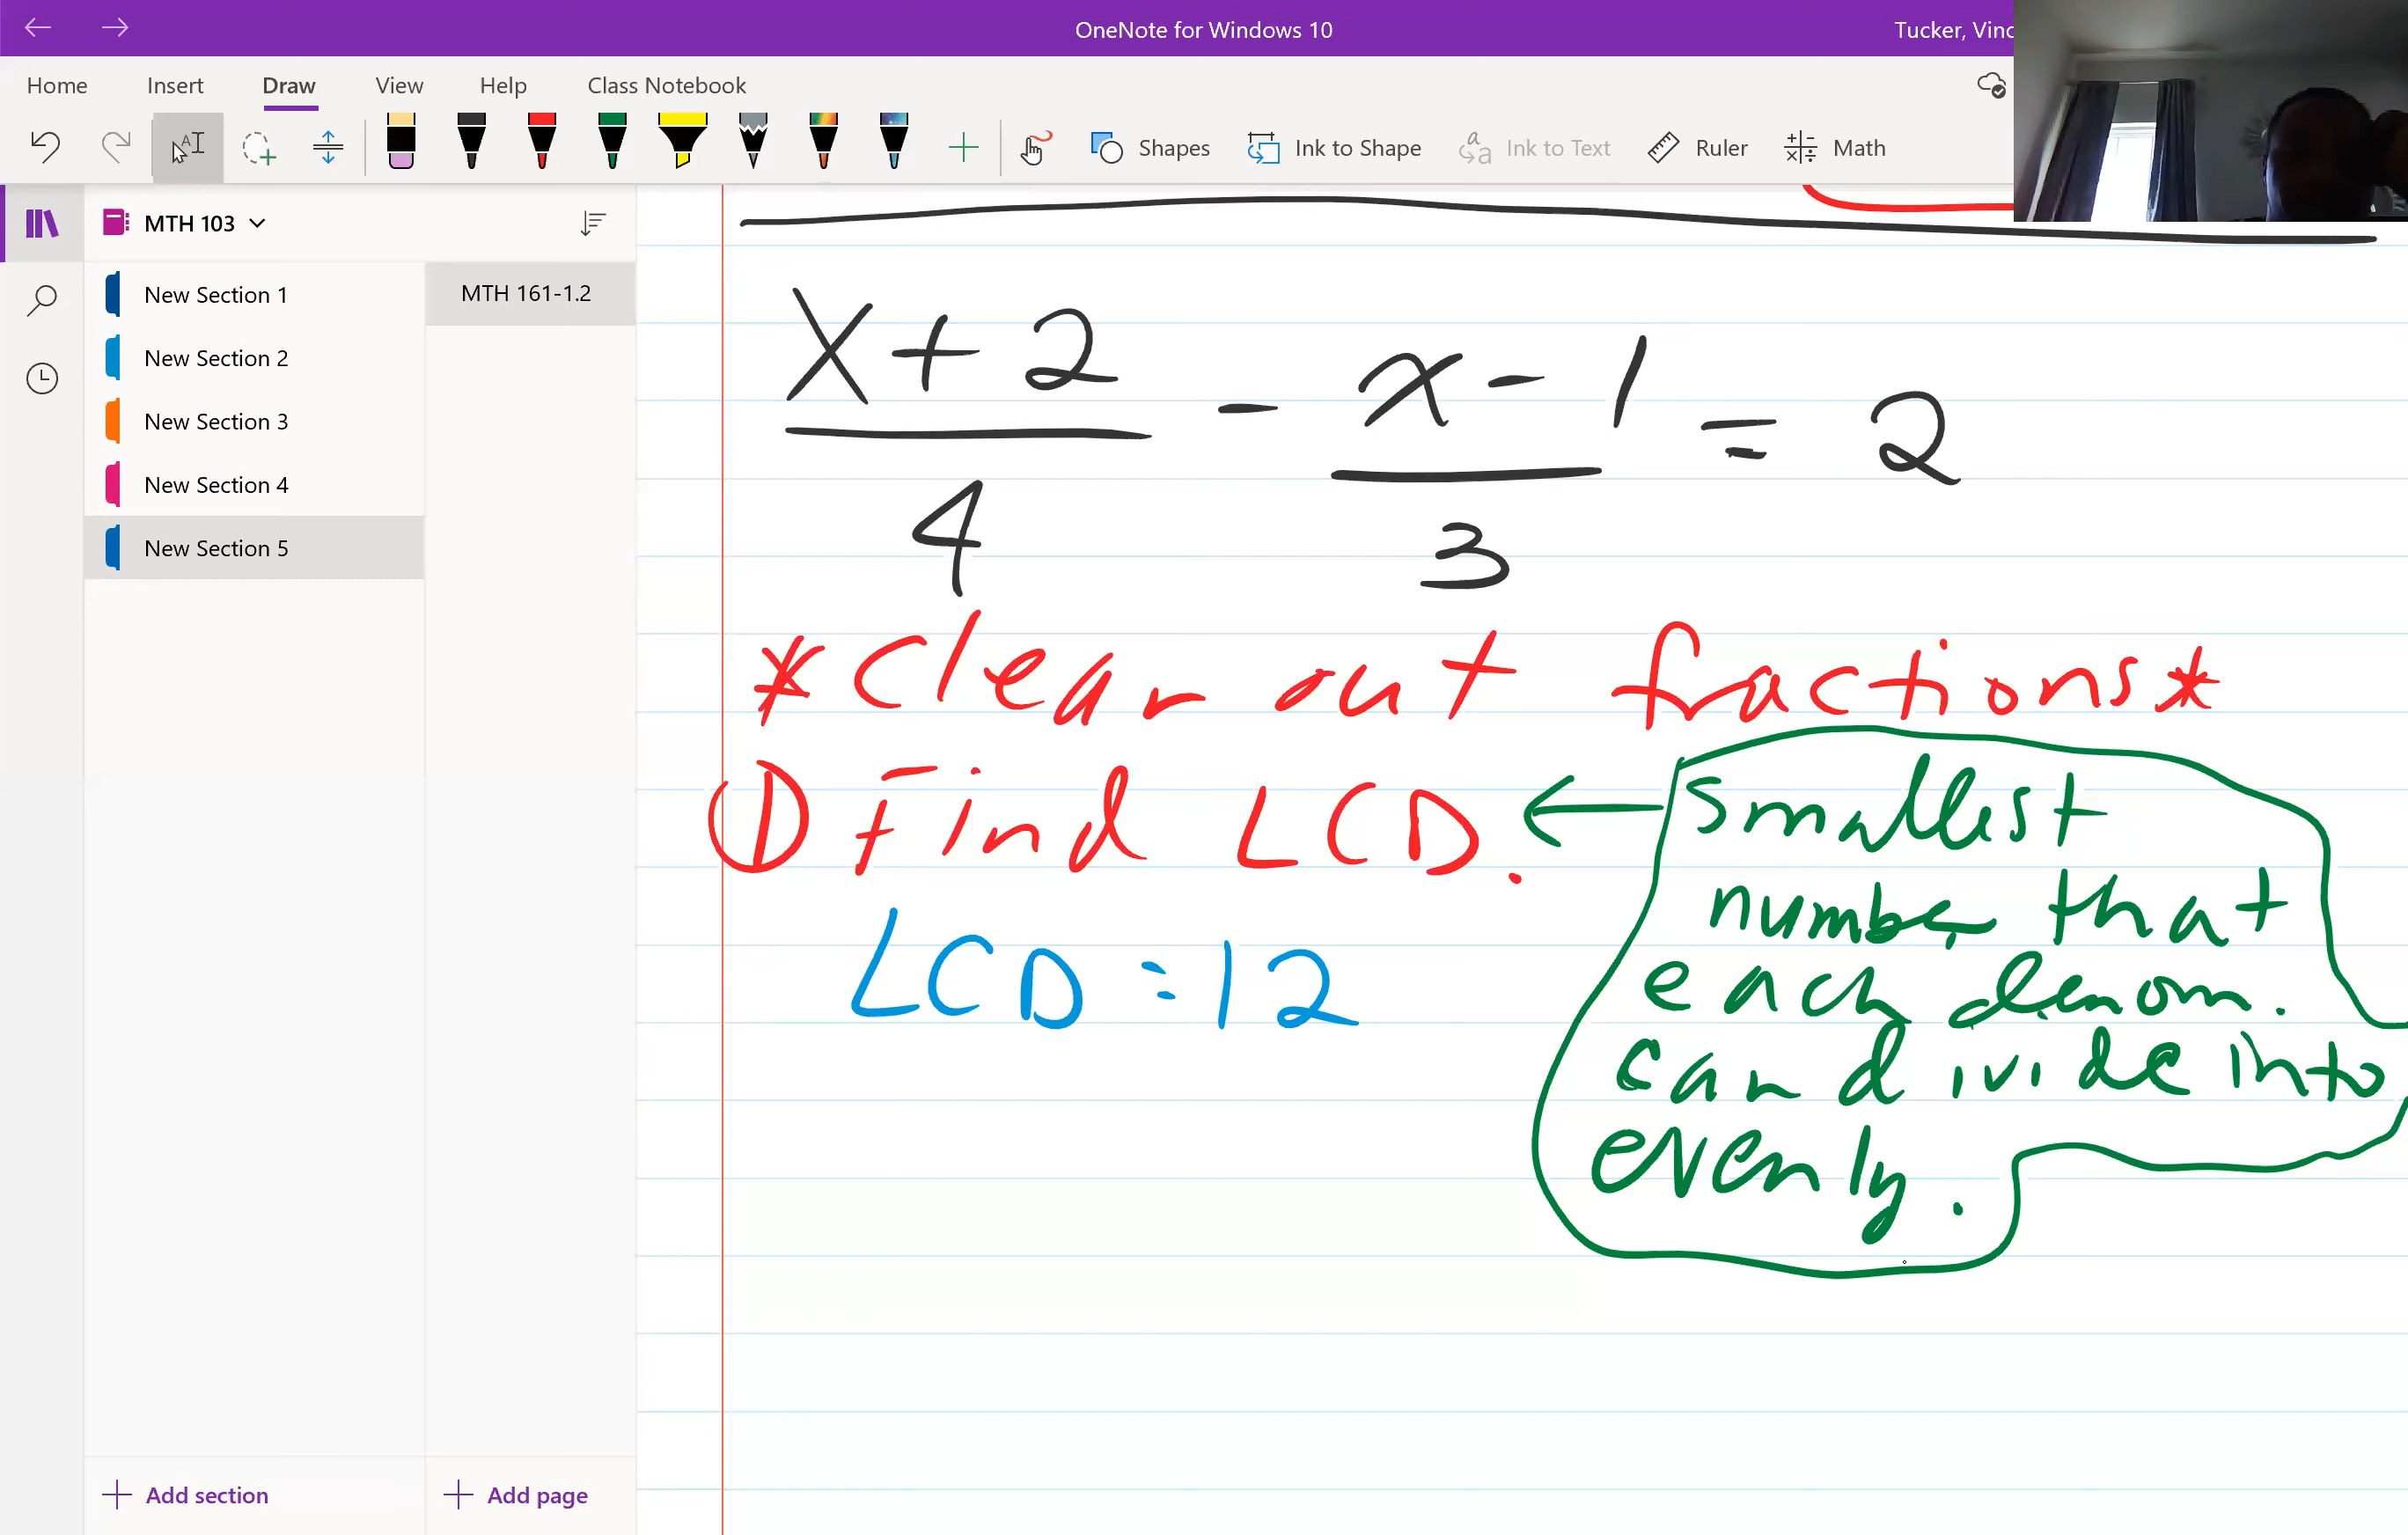 OneNote for Windows 10
Tucker, Vinc
Home Insert Draw View Help Class Notebook
Shapes Ink to Shape Ink to Text Ruler Math
MTH 103
New Section 1
New Section 2
New Section 3
New Section 4
New Section 5
MTH 161-1.2
Add section
Add page
x + 2
x - 1
- = 2
4
3
*Clear out fractions*
① Find LCD.
LCD = 12
← smallest
number that
each denom.
can divide into
evenly.